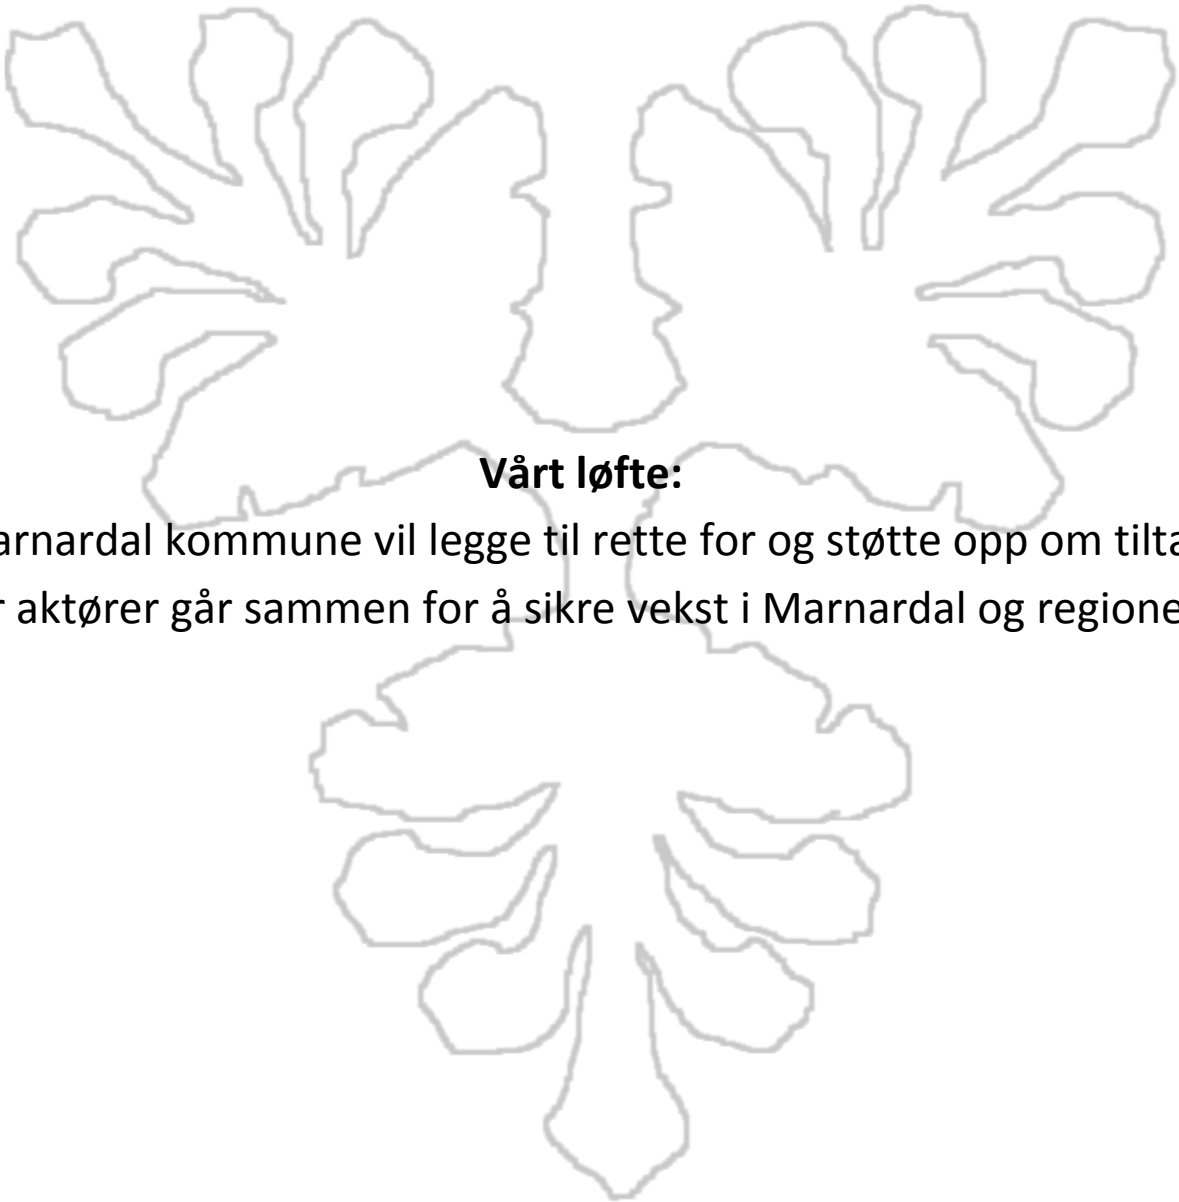 Vårt løfte:
arnardal kommune vil legge til rette for og støtte opp om tilta
r aktører går sammen for å sikre vekst i Marnardal og regione